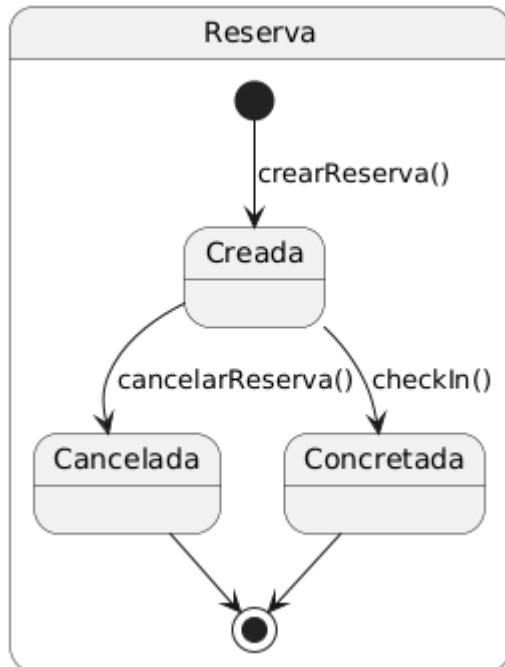 Reserva
crearReserva()
Creada
cancelarReserva()
checkIn()
Cancelada
Concretada